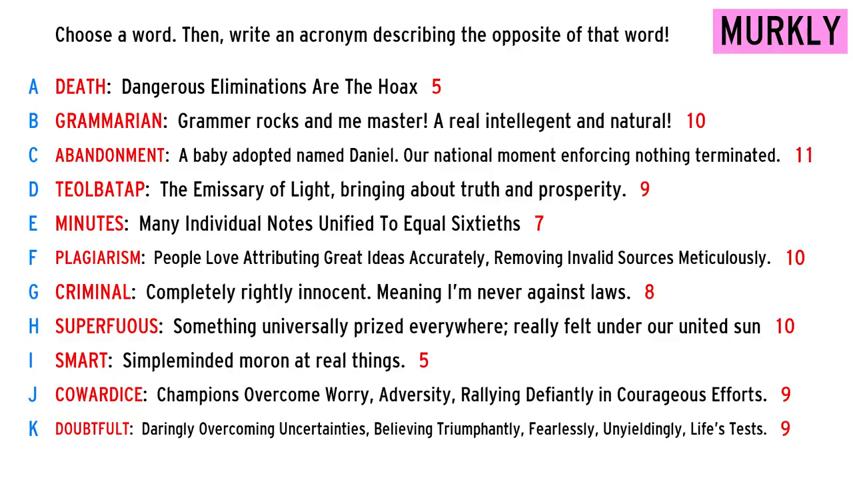 Choose a word. Then, write an acronym describing the opposite of that word!
MURKLY
A DEATH: Dangerous Eliminations Are The Hoax 5
B GRAMMARIAN: Grammer rocks and me master! A real intellegent and natural! 10
C ABANDONMENT: A baby adopted named Daniel. Our national moment enforcing nothing terminated. 11
D TEOLBATAP: The Emissary of Light, bringing about truth and prosperity. 9
E MINUTES: Many Individual Notes Unified To Equal Sixtieths 7
F PLAGIARISM: People Love Attributing Great Ideas Accurately, Removing Invalid Sources Meticulously. 10
G CRIMINAL: Completely rightly innocent. Meaning I'm never against laws. 8
H SUPERFUOUS: Something universally prized everywhere; really felt under our united sun 10
I SMART: Simpleminded moron at real things. 5
J COWARDICE: Champions Overcome Worry, Adversity, Rallying Defiantly in Courageous Efforts. 9
K DOUBTFULT: Daringly Overcoming Uncertainties, Believing Triumphantly, Fearlessly, Unyieldingly, Life's Tests. 9